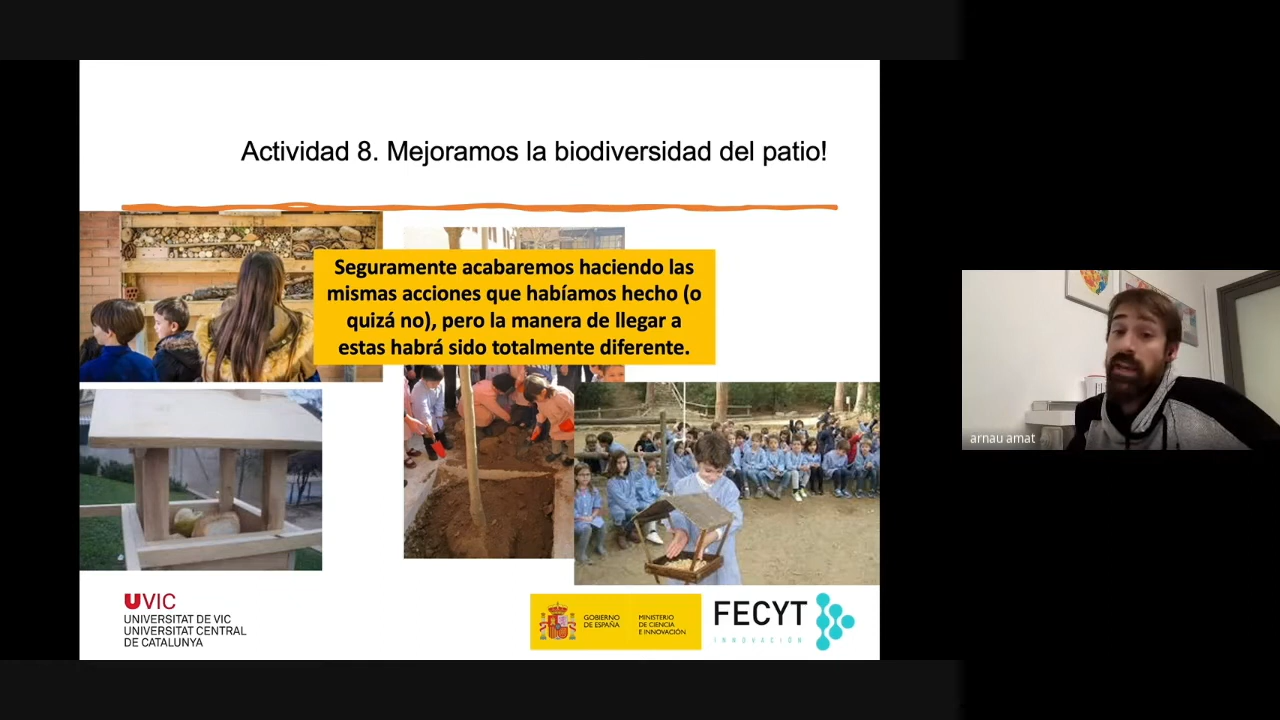 Actividad 8. Mejoramos la biodiversidad del patio!
Seguramente acabaremos haciendo las
mismas acciones que habíamos hecho (o
quizá no), pero la manera de llegar a
estas habrá sido totalmente diferente.
arnau amat
UVIC
UNIVERSITAT DE VIC
UNIVERSITAT CENTRAL
DE CATALUNYA
GOBIERNO
DE ESPAÑA
MINISTERIO
DE CIENCIA
E INNOVACIÓN
FECYT
INNOVACIÓN